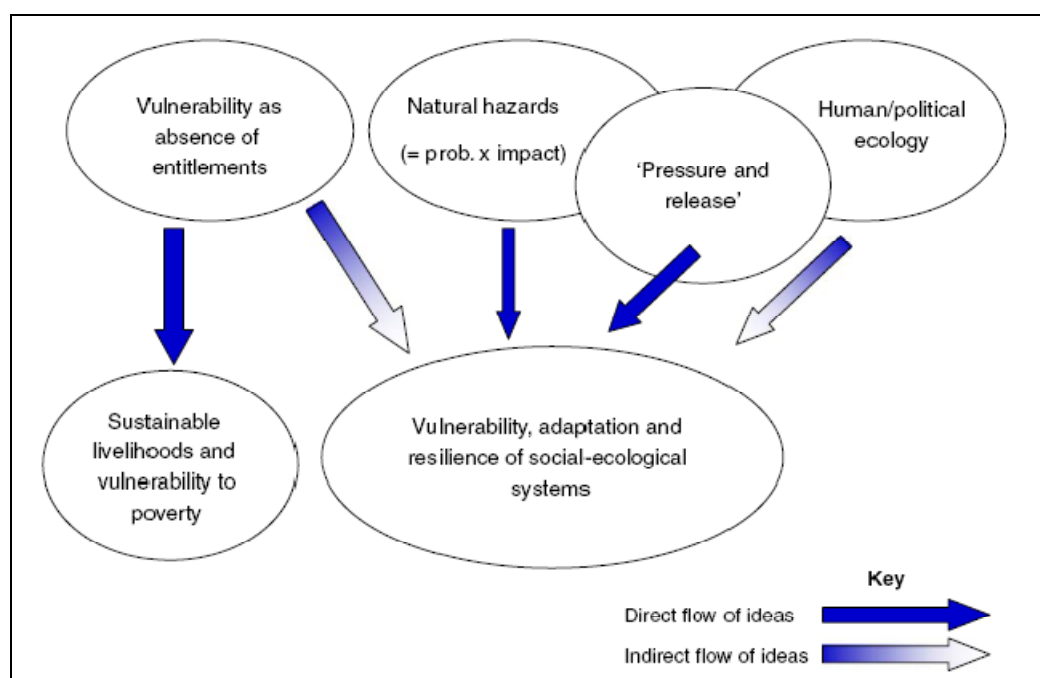 Vulnerability as
absence of
entitlements
Natural hazards
(= prob. x impact)
‘Pressure and
release’
Human/political
ecology
Sustainable
livelihoods and
vulnerability to
poverty
Vulnerability, adaptation and
resilience of social-ecological
systems
Key
Direct flow of ideas
Indirect flow of ideas